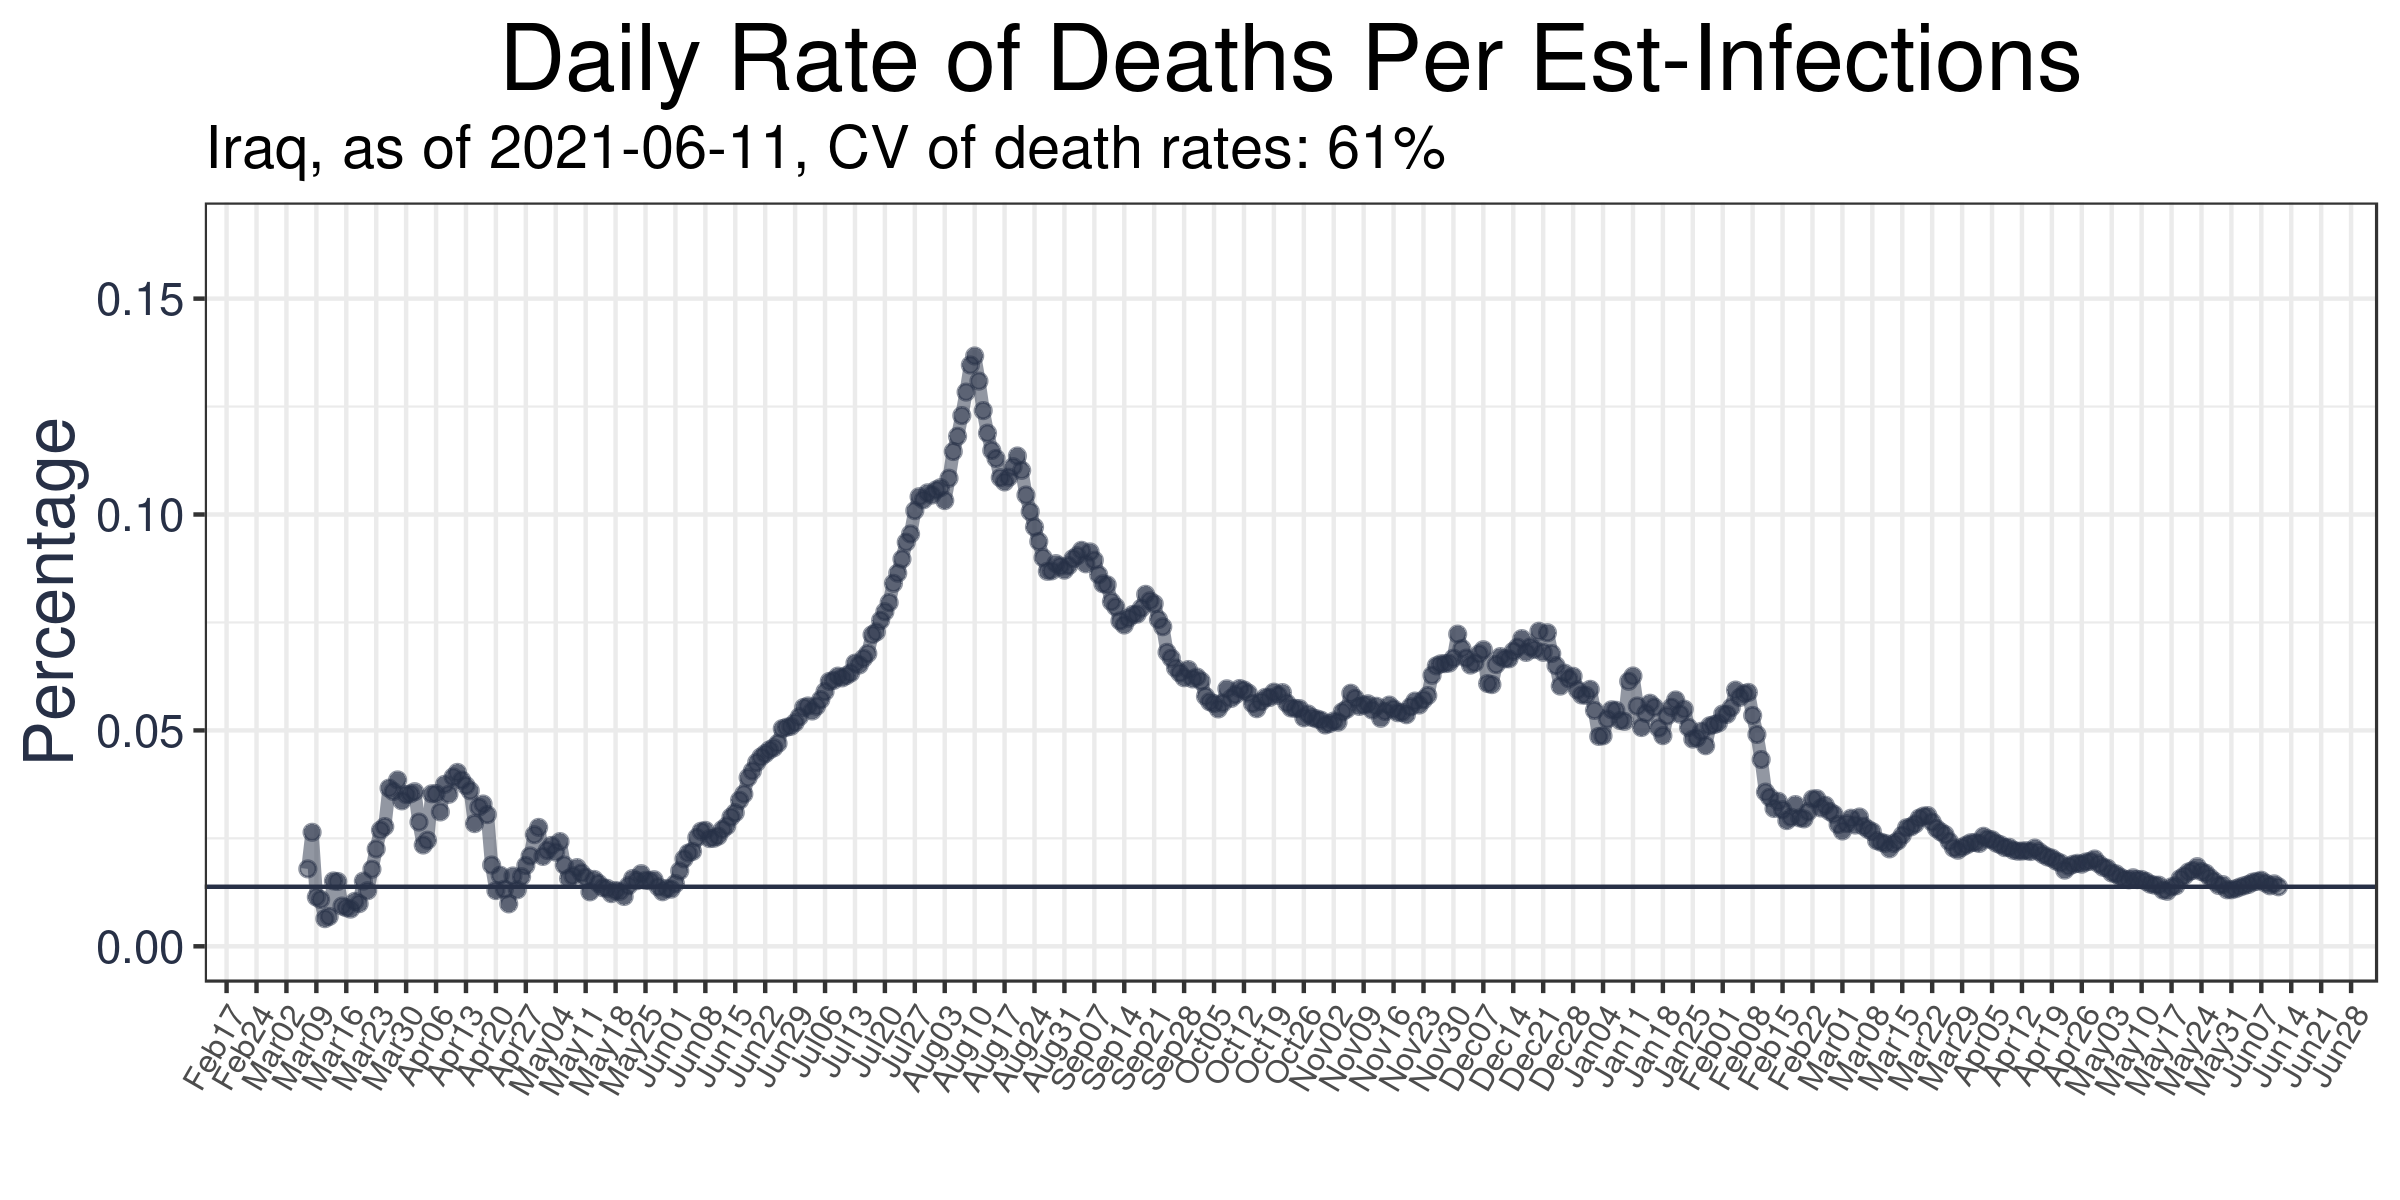 Daily Rate of Deaths Per Est-Infections
Iraq, as of 2021-06-11, CV of death rates: 61%
Percentage
0.15
0.10
0.05
0.00
Feb17 Feb24 Mar02 Mar09 Mar16 Mar23 Mar30 Apr06 Apr13 Apr20 Apr27 May04 May11 May18 May25 Jun01 Jun08 Jun15 Jun22 Jun29 Jul06 Jul13 Jul20 Jul27 Aug03 Aug10 Aug17 Aug24 Aug31 Sep07 Sep14 Sep21 Sep28 Oct05 Oct12 Oct19 Oct26 Nov02 Nov09 Nov16 Nov23 Nov30 Dec07 Dec14 Dec21 Dec28 Jan04 Jan11 Jan18 Jan25 Feb01 Feb08 Feb15 Feb22 Mar01 Mar08 Mar15 Mar22 Mar29 Apr05 Apr12 Apr19 Apr26 May03 May10 May17 May24 May31 Jun07 Jun14 Jun21 Jun28